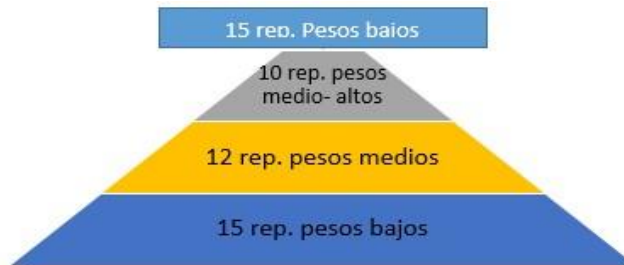 15 rep. Pesos bajos
10 rep. pesos
medio- altos
12 rep. pesos medios
15 rep. pesos bajos